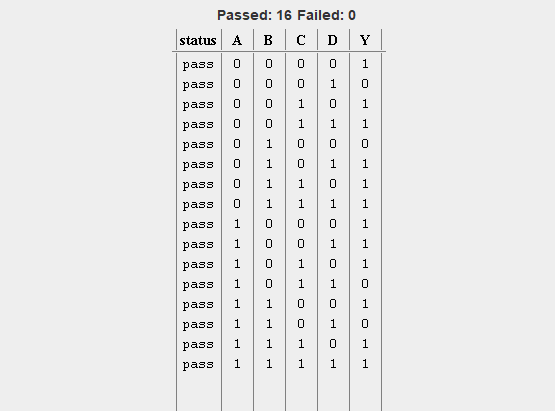 Passed: 16 Failed: 0
status A B C D Y
pass 0 0 0 0 1
pass 0 0 0 1 0
pass 0 0 1 0 1
pass 0 0 1 1 1
pass 0 1 0 0 0
pass 0 1 0 1 1
pass 0 1 1 0 1
pass 0 1 1 1 1
pass 1 0 0 0 1
pass 1 0 0 1 1
pass 1 0 1 0 1
pass 1 0 1 1 0
pass 1 1 0 0 1
pass 1 1 0 1 0
pass 1 1 1 0 1
pass 1 1 1 1 1